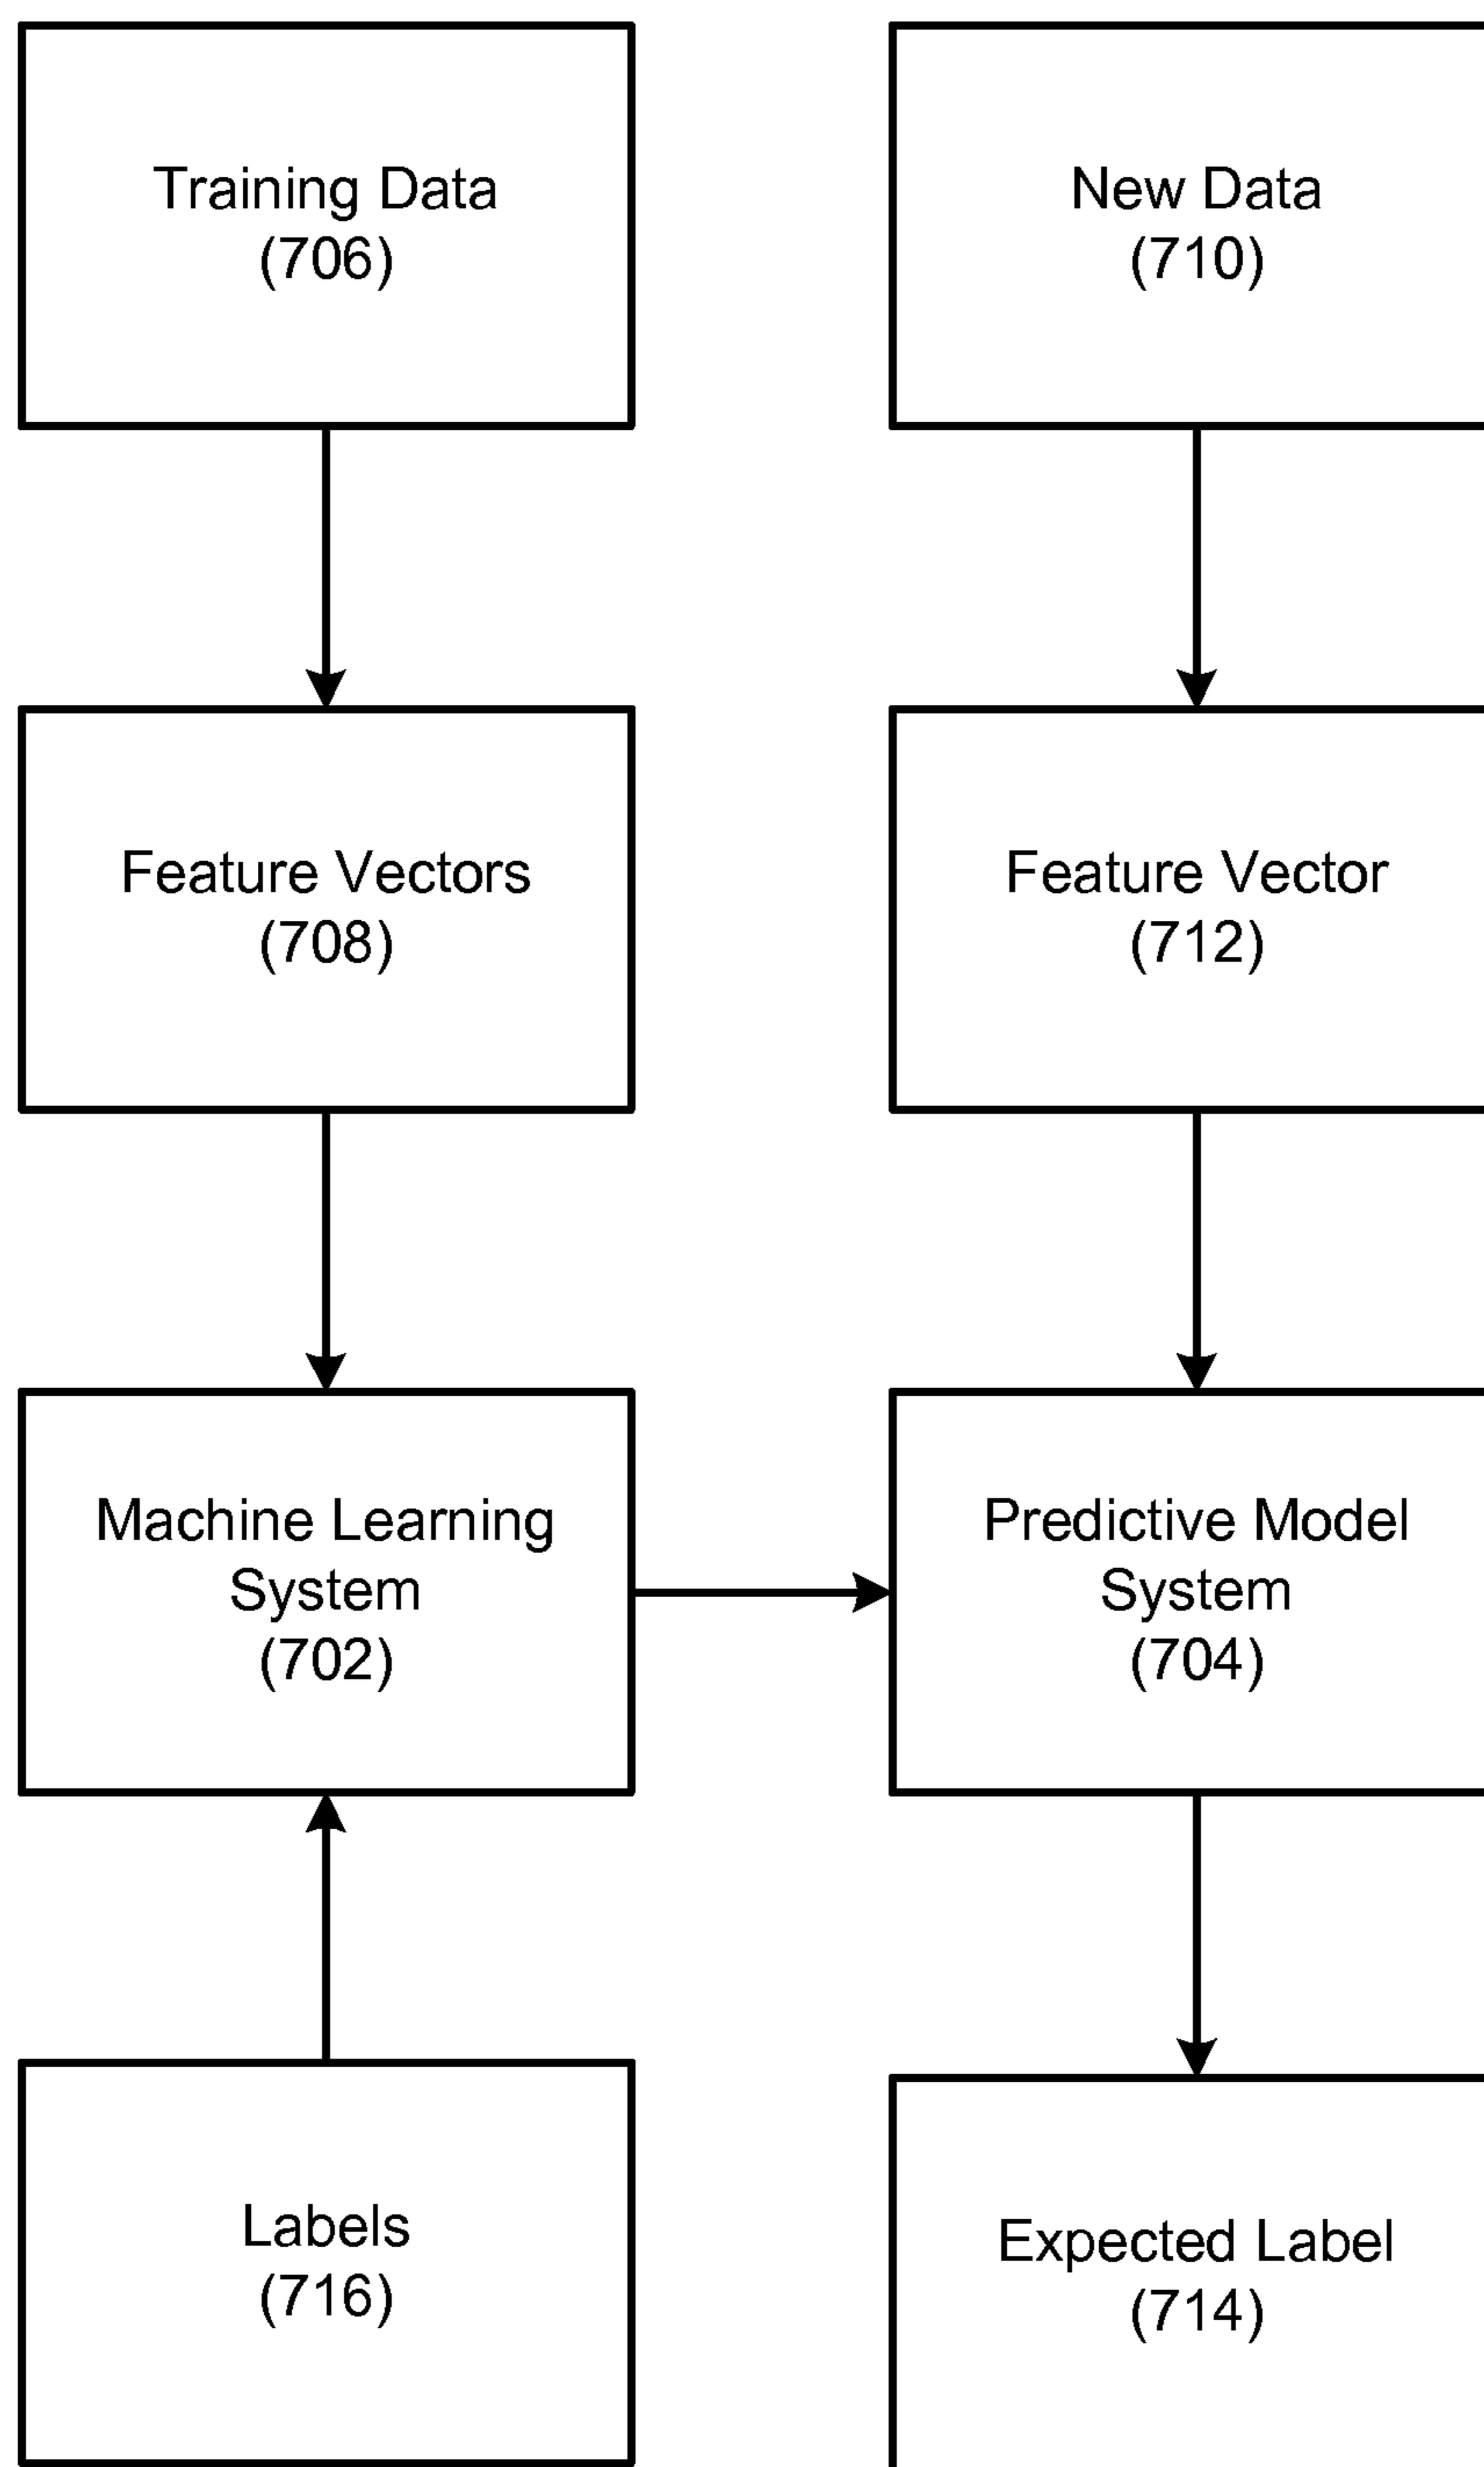 Training Data
(706)
New Data
(710)
Feature Vectors
(708)
Feature Vector
(712)
Machine Learning
System
(702)
Predictive Model
System
(704)
Labels
(716)
Expected Label
(714)